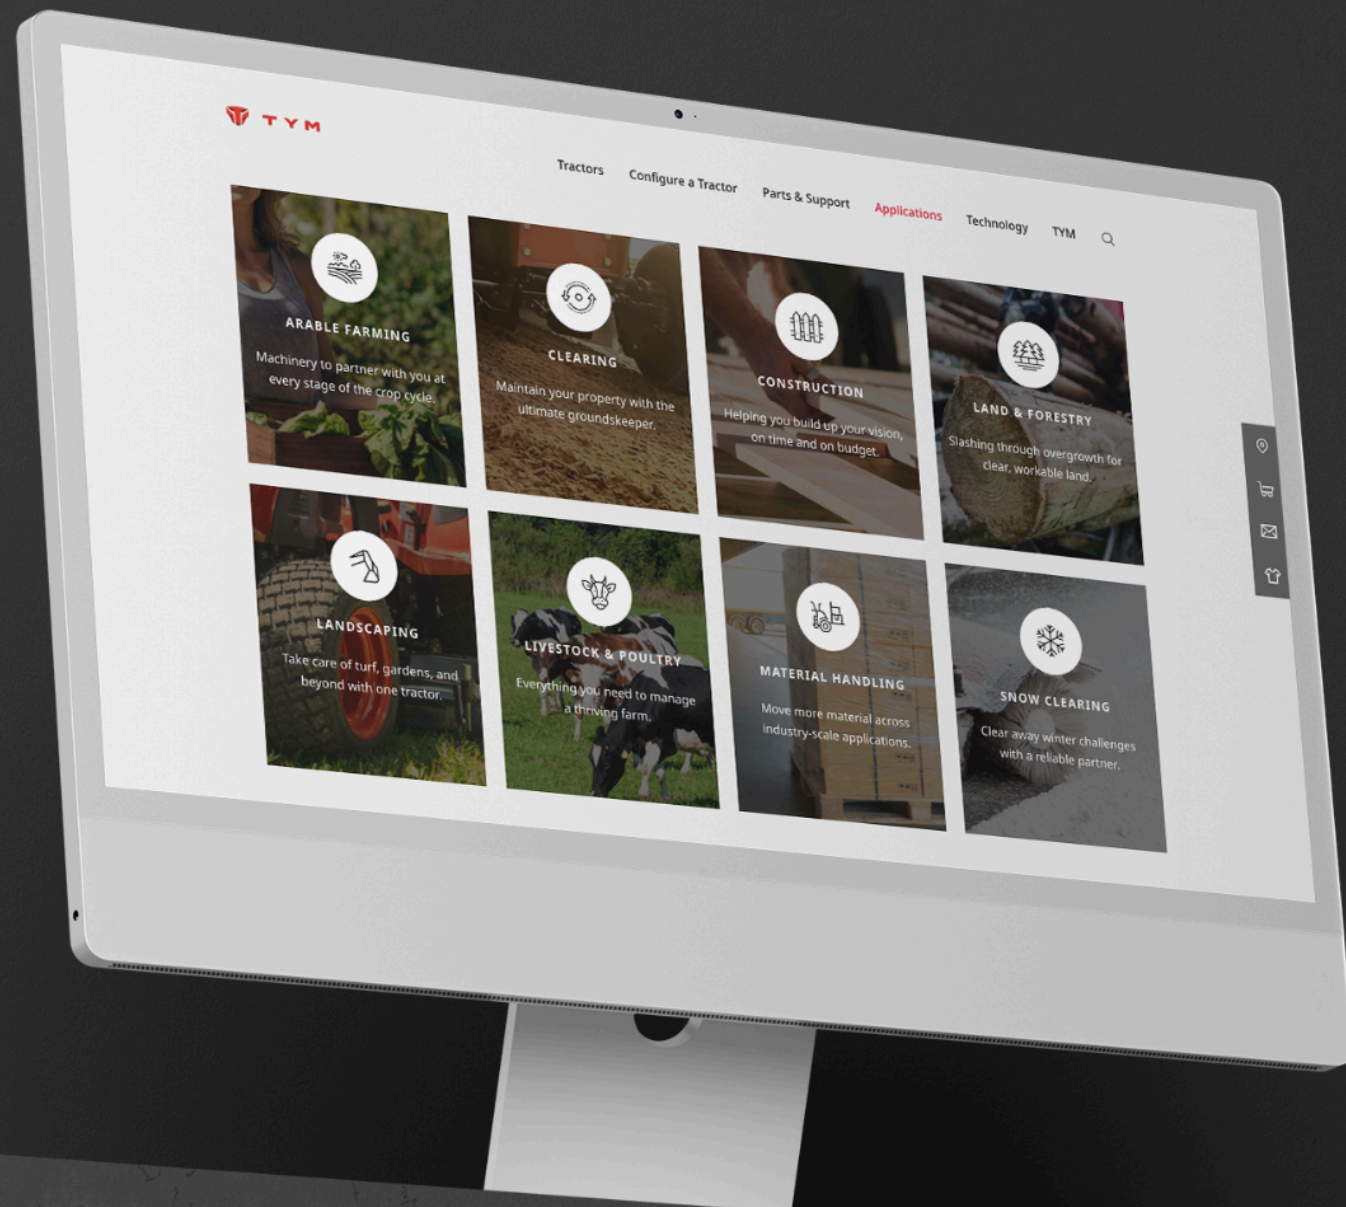 TYM
Tractors
Configure a Tractor
Parts & Support
Applications
Technology
TYM
ARABLE FARMING
Machinery to partner with you at
every stage of the crop cycle.
CLEARING
Maintain your property with the
ultimate groundskeeper.
CONSTRUCTION
Helping you build up your vision,
on time and on budget.
LAND & FORESTRY
Slashing through overgrowth for
clear, workable land.
LANDSCAPING
Take care of turf, gardens, and
beyond with one tractor.
LIVESTOCK & POULTRY
Everything you need to manage
a thriving farm.
MATERIAL HANDLING
Move more material across
industry-scale applications.
SNOW CLEARING
Clear away winter challenges
with a reliable partner.